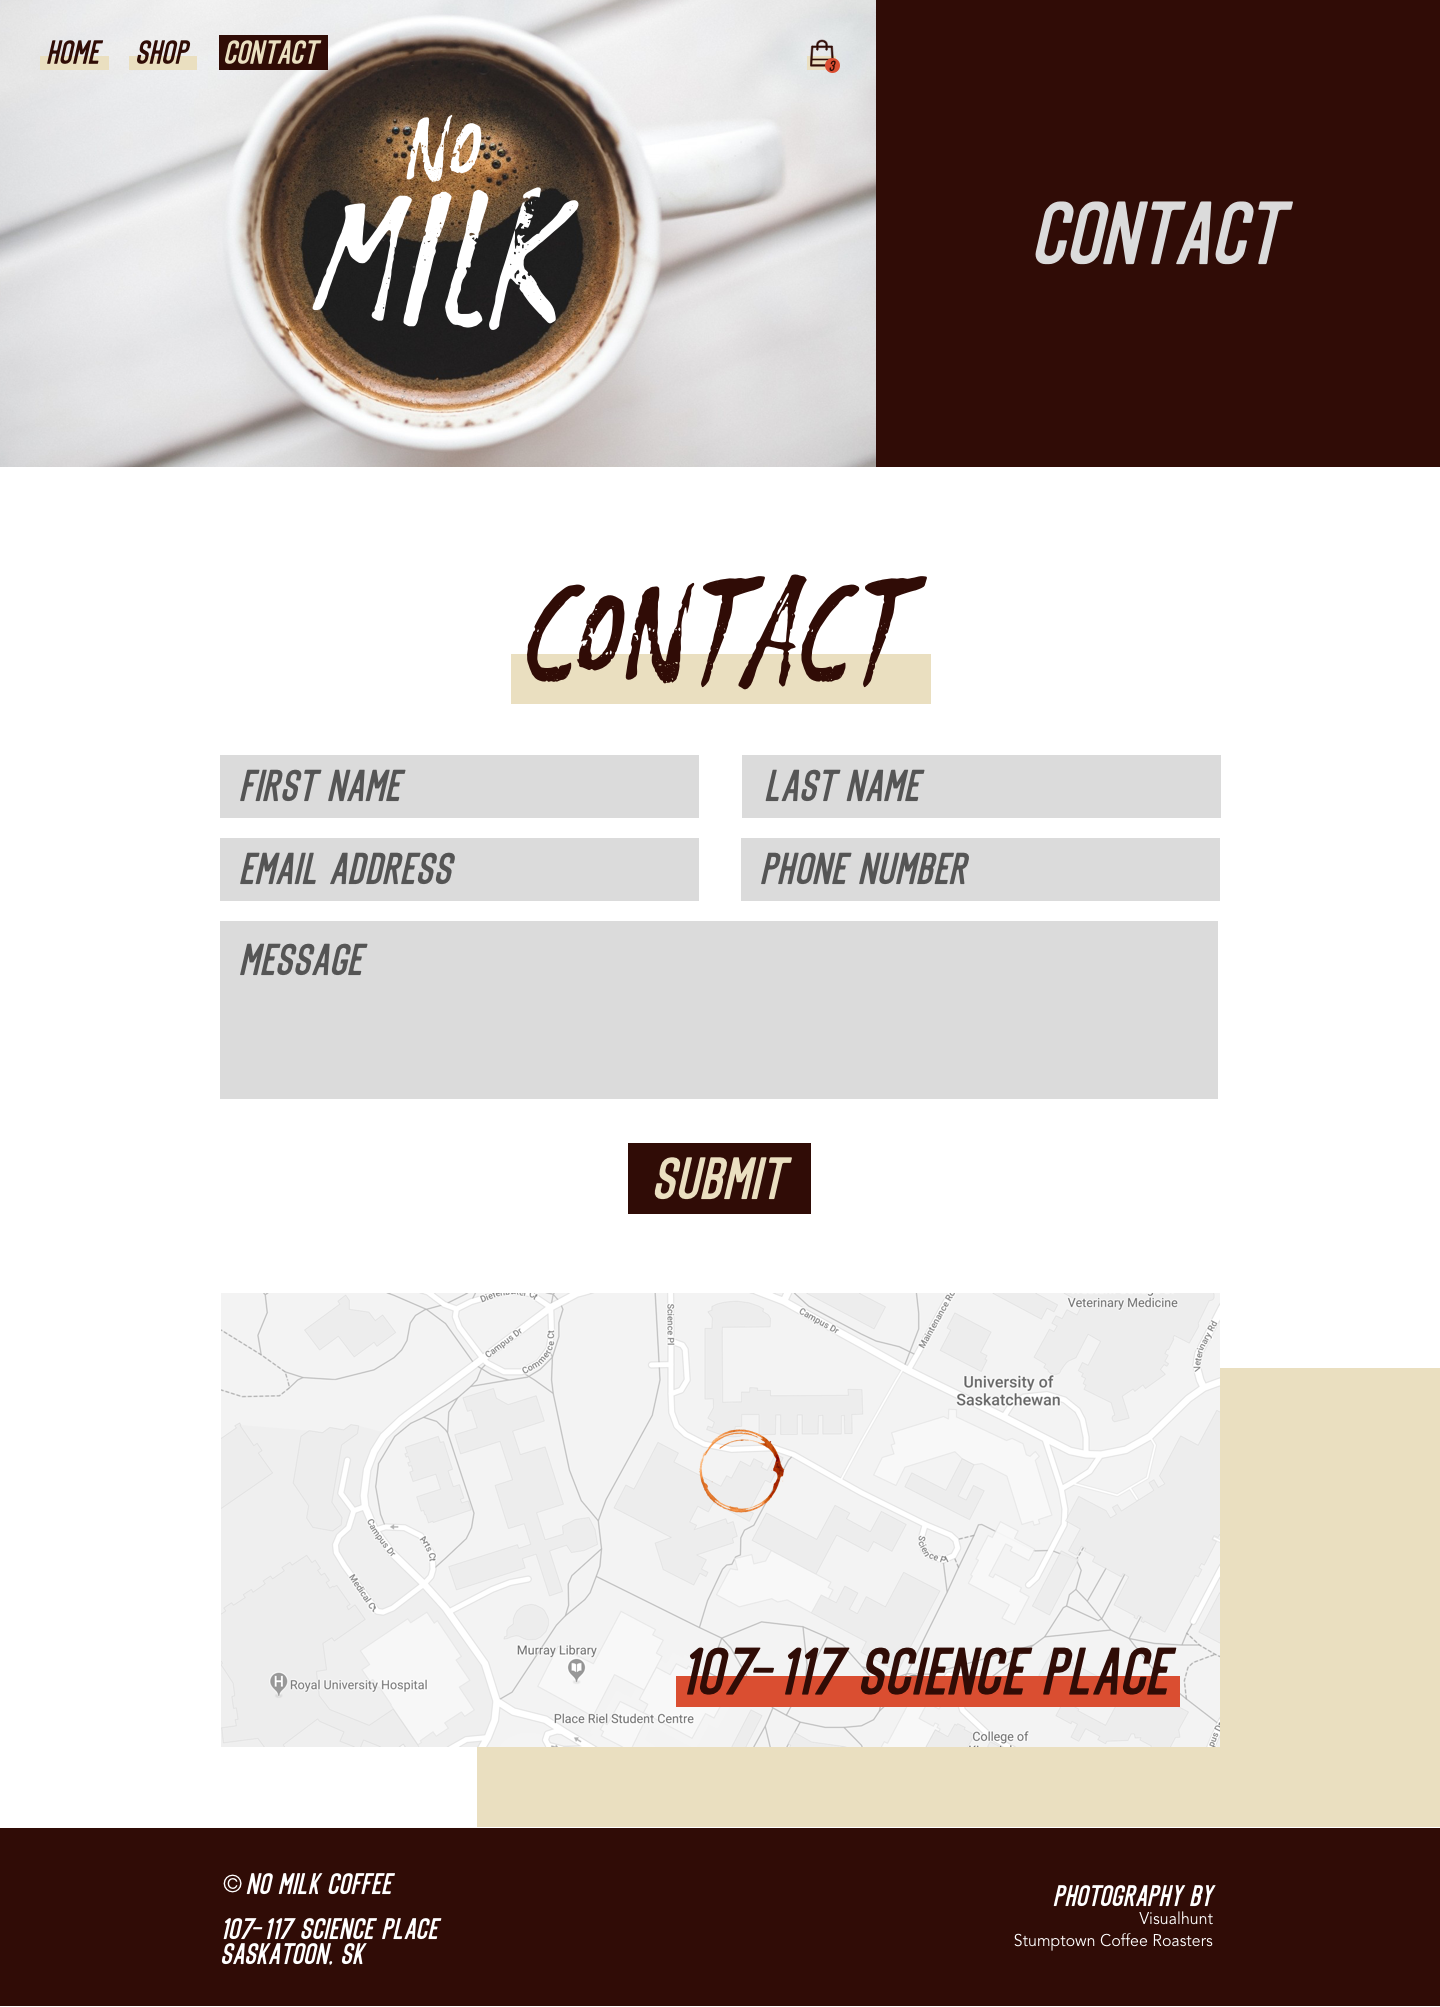 HOME SHOP CONTACT
3
NO
MILK
CONTACT
CONTACT
FIRST NAME
LAST NAME
EMAIL ADDRESS
PHONE NUMBER
MESSAGE
SUBMIT
Diefenbaker Ct
Campus Dr
Commerce Ct
Science Pl
Campus Dr
Maintenance Rd
Veterinary Medicine
Veterinary Rd
University of
Saskatchewan
Campus Dr
Arts Ct
Medical Ct
Science Pl
Murray Library
H
Royal University Hospital
Place Riel Student Centre
107-117 SCIENCE PLACE
College of
© NO MILK COFFEE
107-117 SCIENCE PLACE
SASKATOON, SK
PHOTOGRAPHY BY
Visualhunt
Stumptown Coffee Roasters